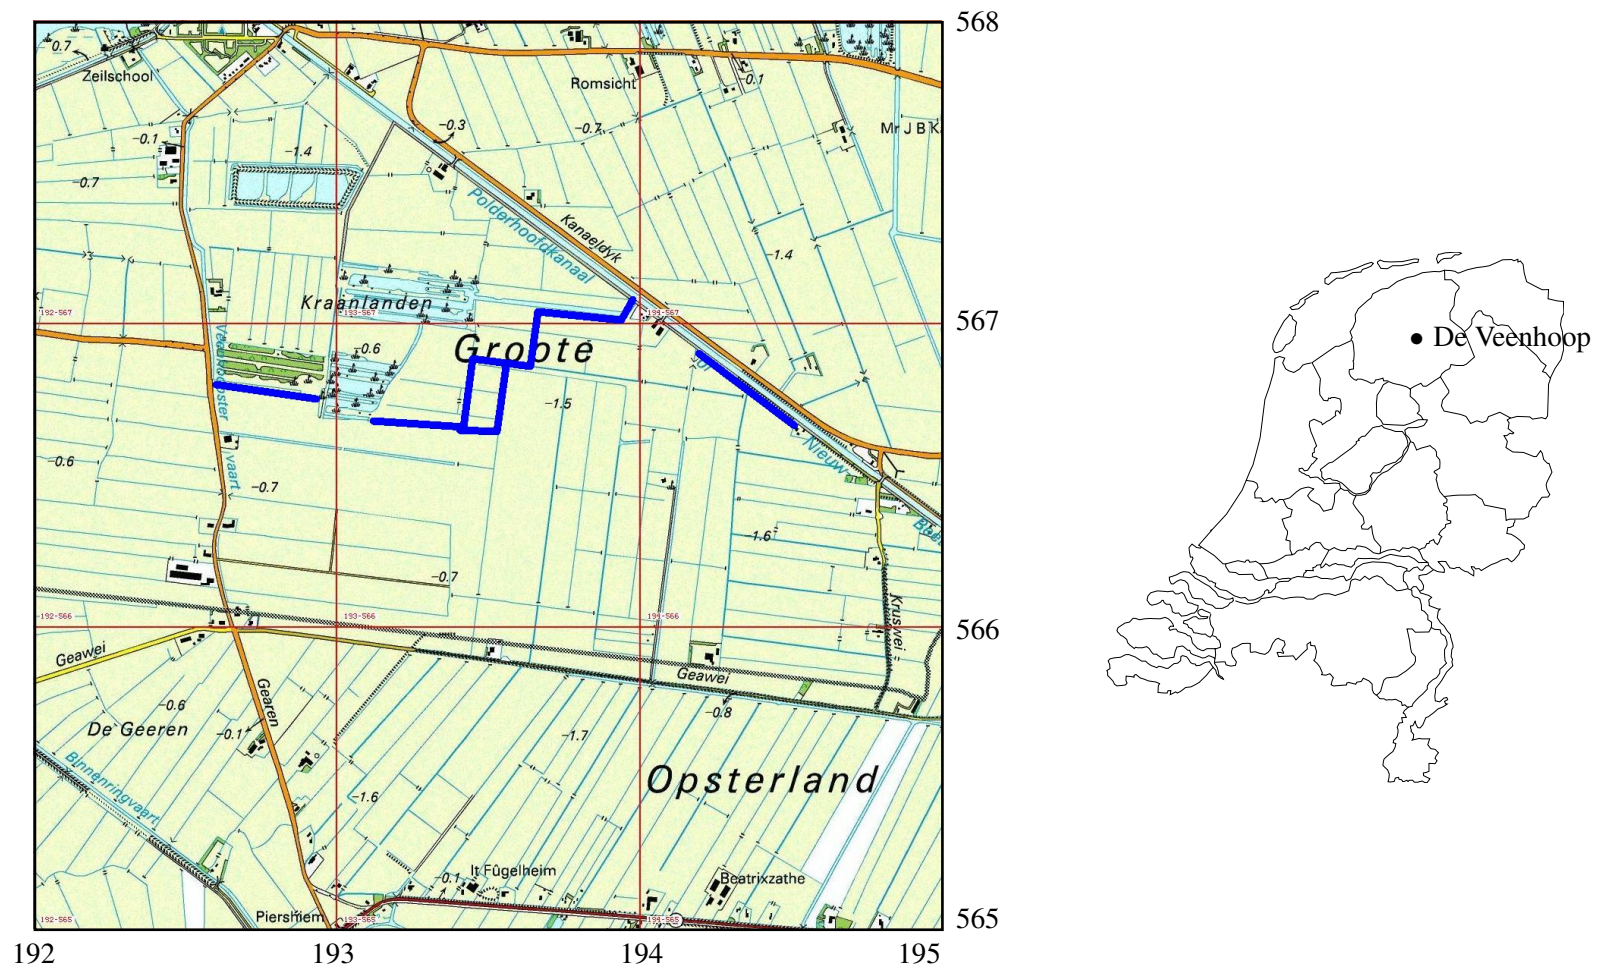 568
0.7
Zeilschool
Romsicht
-0.1
-0.3
-0.7
Mr J B K
-0.1
-1.4
-0.7
Polderhoofdkanaal
Kanaeldyk
-1.4
Kraanlanden
192-567
193-567
194-567
567
De Veenhoop
-0.6
Groote
vaart
-1.5
-0.6
Nieuw
-0.7
-1.6
-0.7
Kruswei
192-566
193-566
194-566
566
Geawei
Geawei
Gearen
-0.6
-0.8
De Geeren
-0.1
-1.7
Binnenringvaart
Opsterland
-1.6
It Fûgelheim
-0.1
Beatrixzathe
Piershiem
192-565
193-565
194-565
565
192
193
194
195